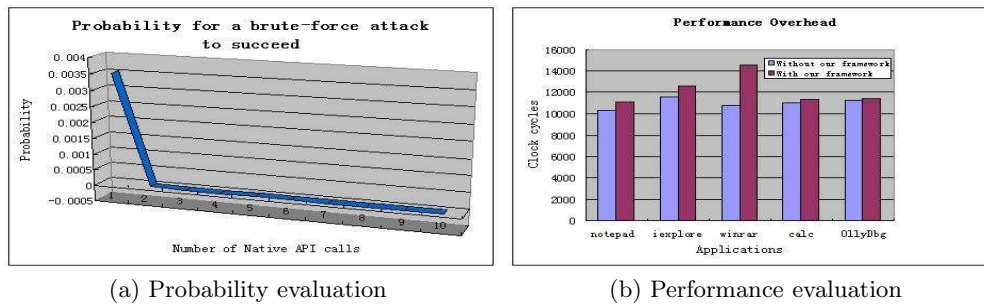 Probability for a brute-force attack
to succeed
0.004
0.0035
0.003
0.0025
0.002
0.0015
0.001
0.0005
0
-0.0005
Probability
1 2 3 4 5 6 7 8 9 10
Number of Native API calls
(a) Probability evaluation
Performance Overhead
16000
14000
12000
10000
8000
6000
4000
2000
0
Clock cycles
Without our framework
With our framework
notepad iexplore winrar calc OllyDbg
Applications
(b) Performance evaluation